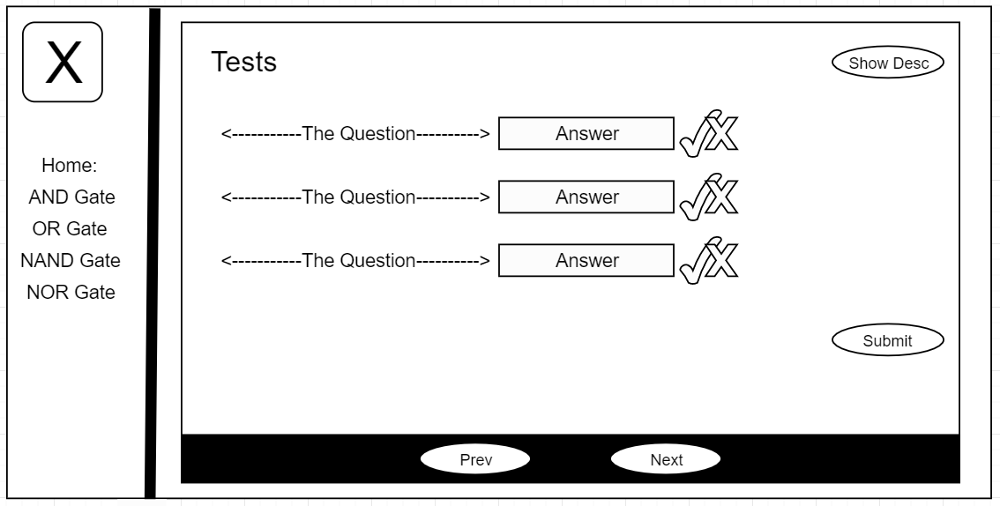 X
Home:
AND Gate
OR Gate
NAND Gate
NOR Gate
Tests
Show Desc
<-----------The Question----------> Answer X
<-----------The Question----------> Answer X
<-----------The Question----------> Answer X
Submit
Prev Next